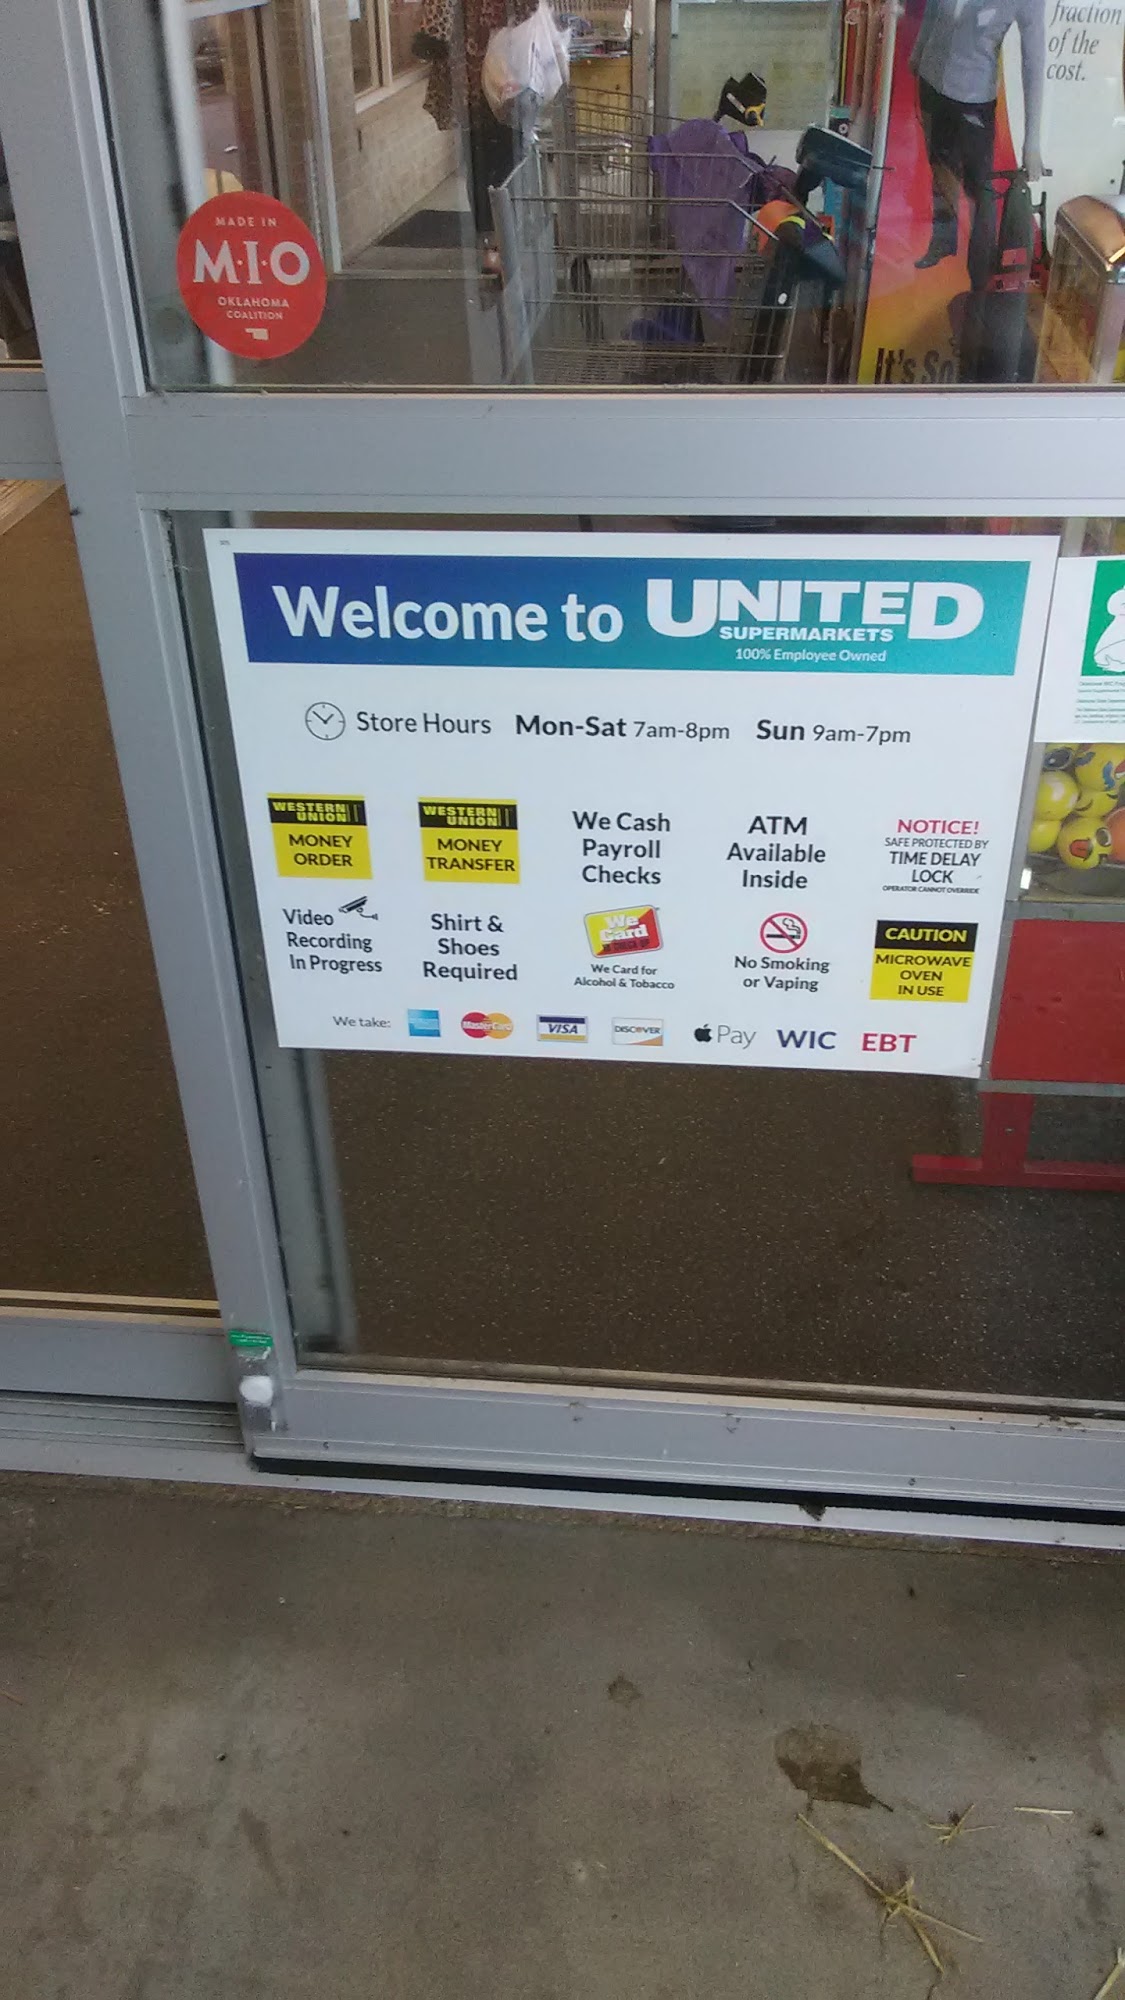 fraction
of the
cost.
MADE IN
M·I·O
OKLAHOMA
COALITION
It's So
Welcome to UNITED
SUPERMARKETS
100% Employee Owned
Store Hours Mon-Sat 7am-8pm Sun 9am-7pm
WESTERN
UNION
MONEY
ORDER
WESTERN
UNION
MONEY
TRANSFER
We Cash
Payroll
Checks
ATM
Available
Inside
NOTICE!
SAFE PROTECTED BY
TIME DELAY
LOCK
OPERATOR CANNOT OVERRIDE
Video
Recording
In Progress
Shirt &
Shoes
Required
We
Card
We Card for
Alcohol & Tobacco
No Smoking
or Vaping
CAUTION
MICROWAVE
OVEN
IN USE
We take: MasterCard VISA DISCOVER Pay WIC EBT